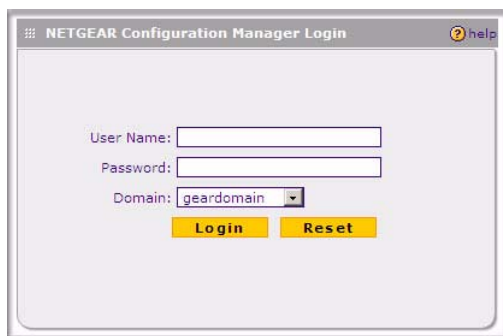 NETGEAR Configuration Manager Login
? help
User Name:
Password:
Domain: geardomain
Login Reset